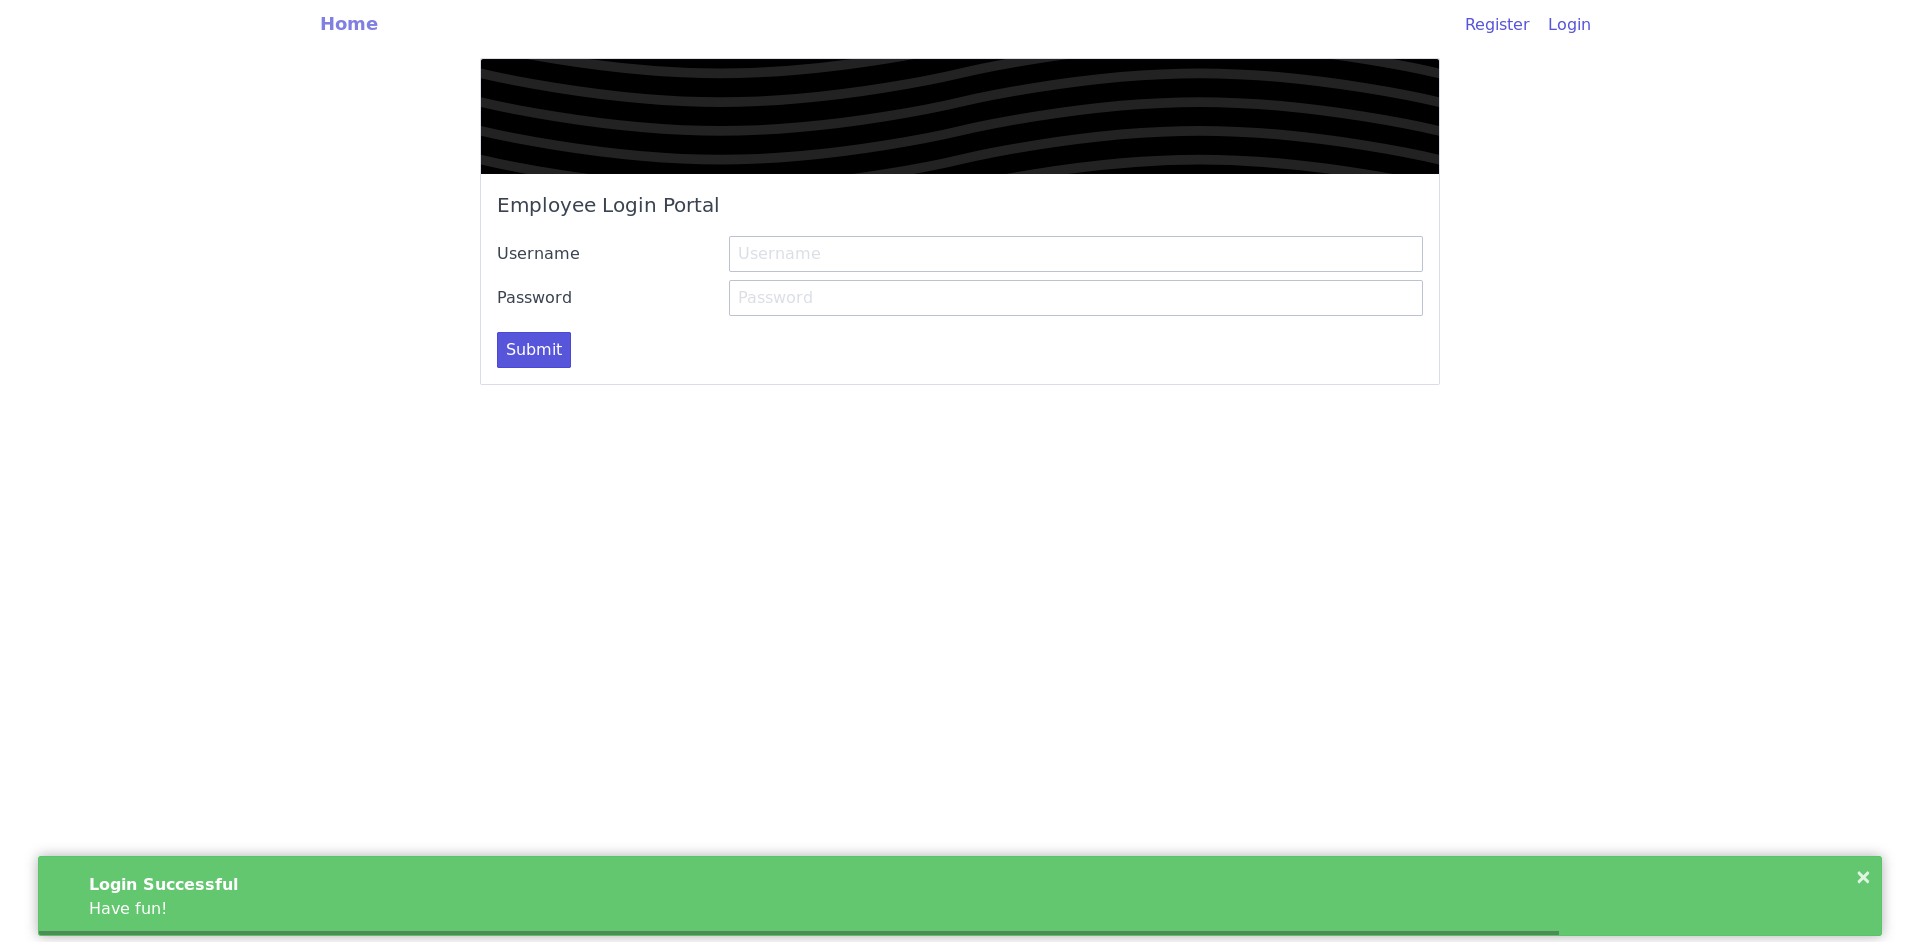 Home
Register Login
Employee Login Portal
Username Username
Password Password
Submit
Login Successful
Have fun!